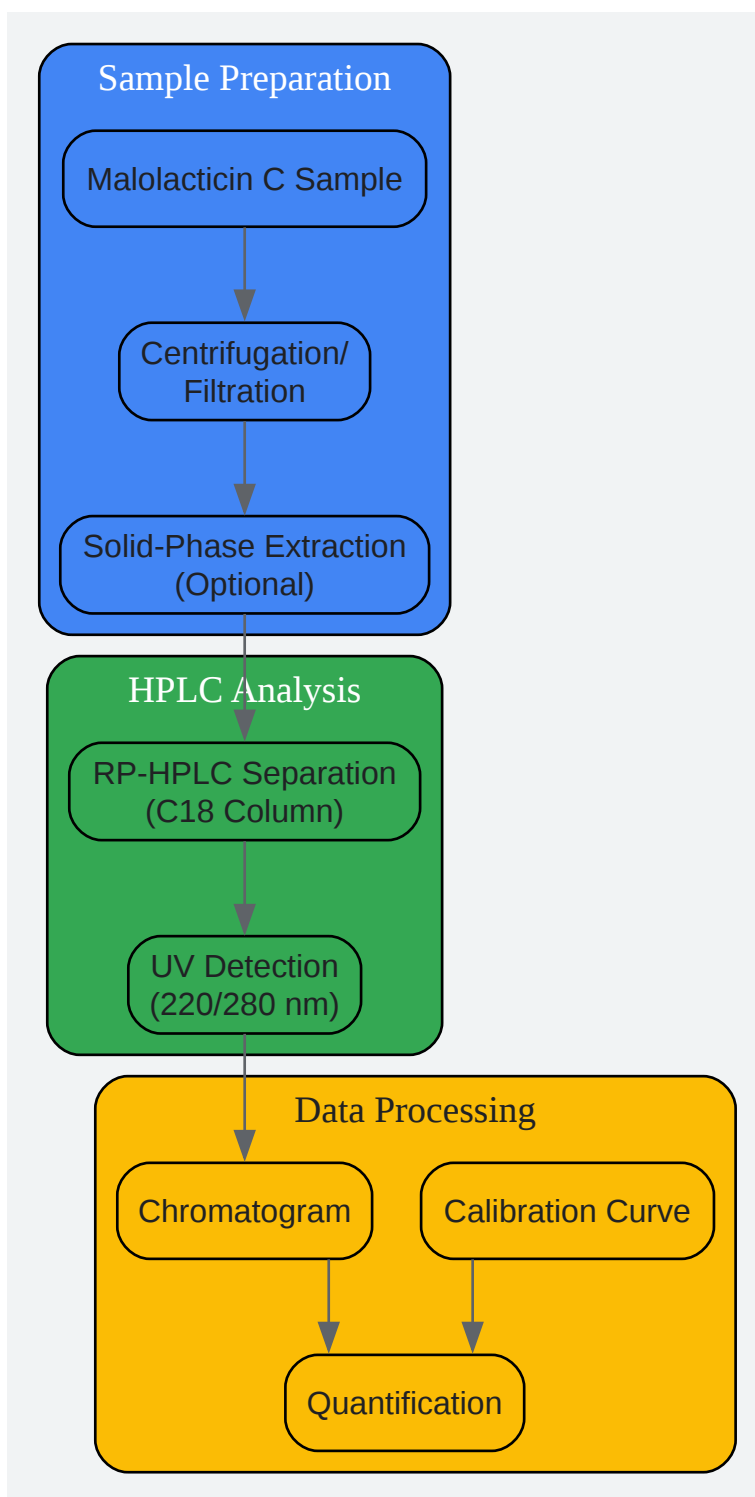 Sample Preparation
Malolacticin C Sample
Centrifugation/
Filtration
Solid-Phase Extraction
(Optional)
HPLC Analysis
RP-HPLC Separation
(C18 Column)
UV Detection
(220/280 nm)
Data Processing
Chromatogram
Calibration Curve
Quantification